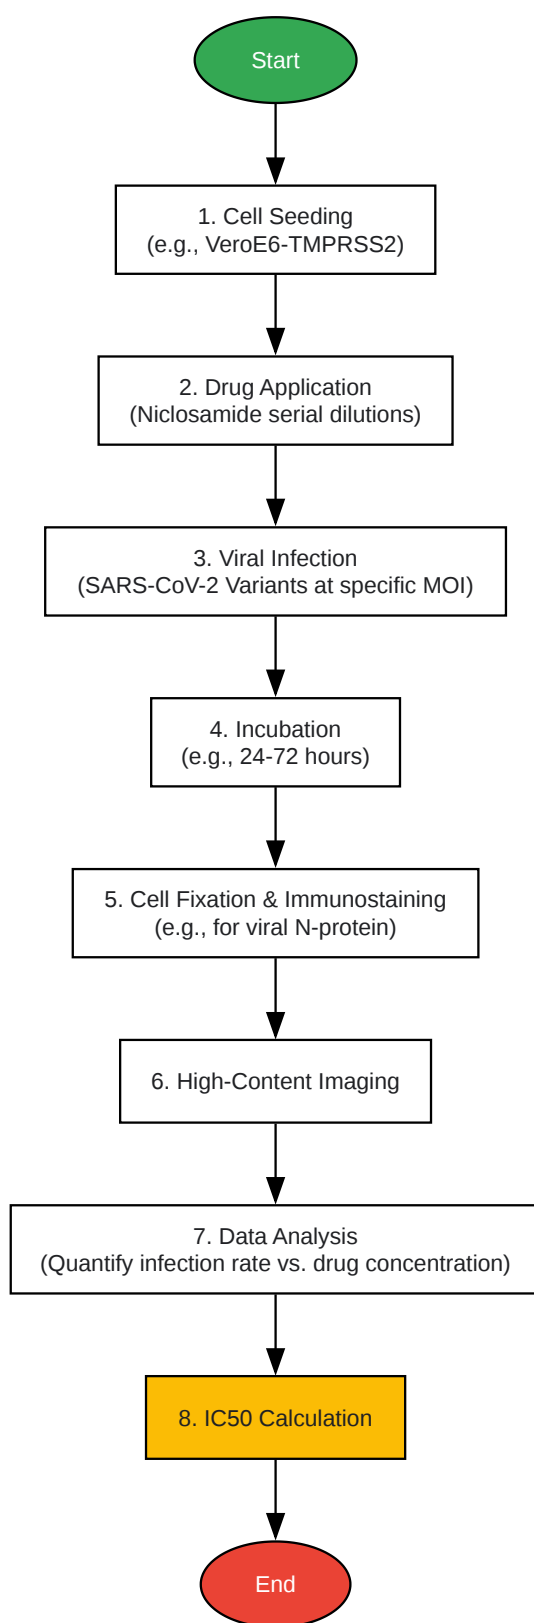 Start
1. Cell Seeding
(e.g., VeroE6-TMPRSS2)
2. Drug Application
(Niclosamide serial dilutions)
3. Viral Infection
(SARS-CoV-2 Variants at specific MOI)
4. Incubation
(e.g., 24-72 hours)
5. Cell Fixation & Immunostaining
(e.g., for viral N-protein)
6. High-Content Imaging
7. Data Analysis
(Quantify infection rate vs. drug concentration)
8. IC50 Calculation
End